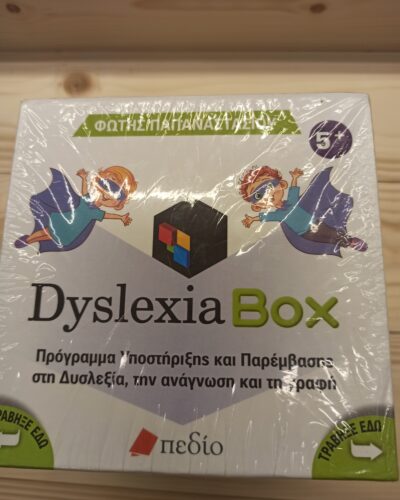 ΦΩΤΗΣ ΠΑΠΑΝΑΣΤΑΣΙΟΥ
5+
Dyslexia Box
Πρόγραμμα Υποστήριξης και Παρέμβασης
στη Δυσλεξία, την ανάγνωση και τη γραφή
ΤΡΑΒΗΞΕ ΕΔΩ
πεδίο
ΤΡΑΒΗΞΕ ΕΔΩ